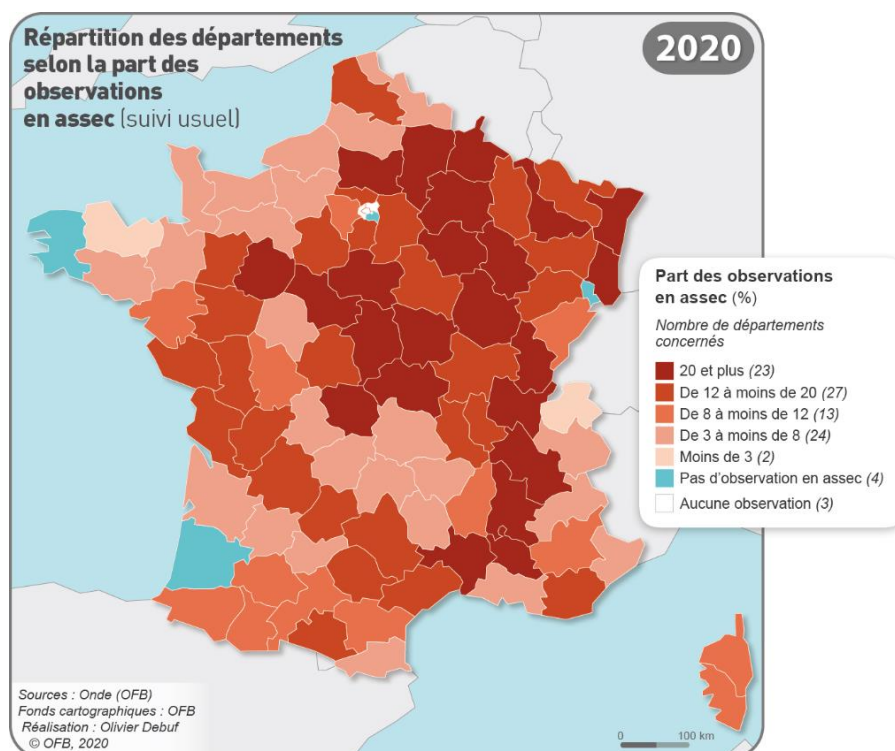 Répartition des départements
selon la part des
observations
en assec (suivi usuel)
2020
Part des observations
en assec (%)
Nombre de départements
concernés
20 et plus (23)
De 12 à moins de 20 (27)
De 8 à moins de 12 (13)
De 3 à moins de 8 (24)
Moins de 3 (2)
Pas d'observation en assec (4)
Aucune observation (3)
Sources : Onde (OFB)
Fonds cartographiques : OFB
Réalisation : Olivier Debuf
© OFB, 2020
0 100 km